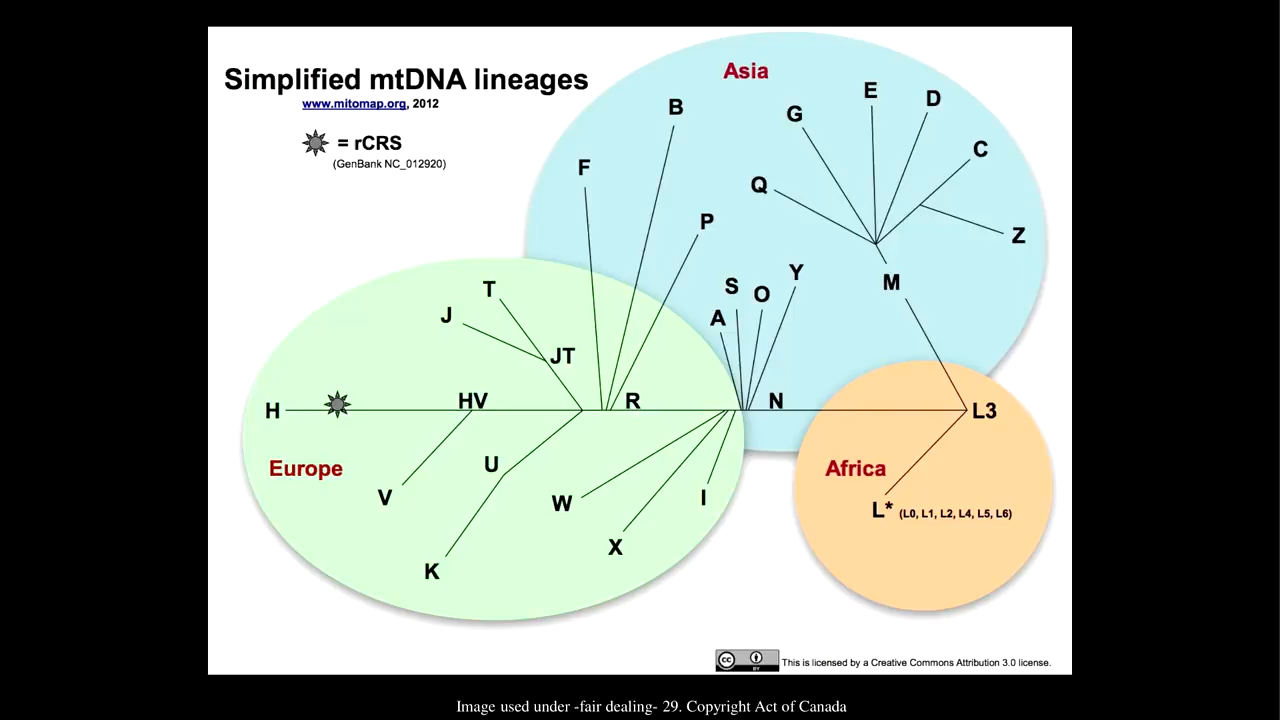 Simplified mtDNA lineages
www.mitomap.org, 2012
= rCRS
(GenBank NC_012920)
Asia
B
G
E
D
C
F
Q
P
Z
Y
M
S
O
A
T
J
JT
H
HV
R
N
L3
Europe
U
V
W
I
X
K
Africa
L* (L0, L1, L2, L4, L5, L6)
cc
BY
This is licensed by a Creative Commons Attribution 3.0 license.
Image used under -fair dealing- 29. Copyright Act of Canada